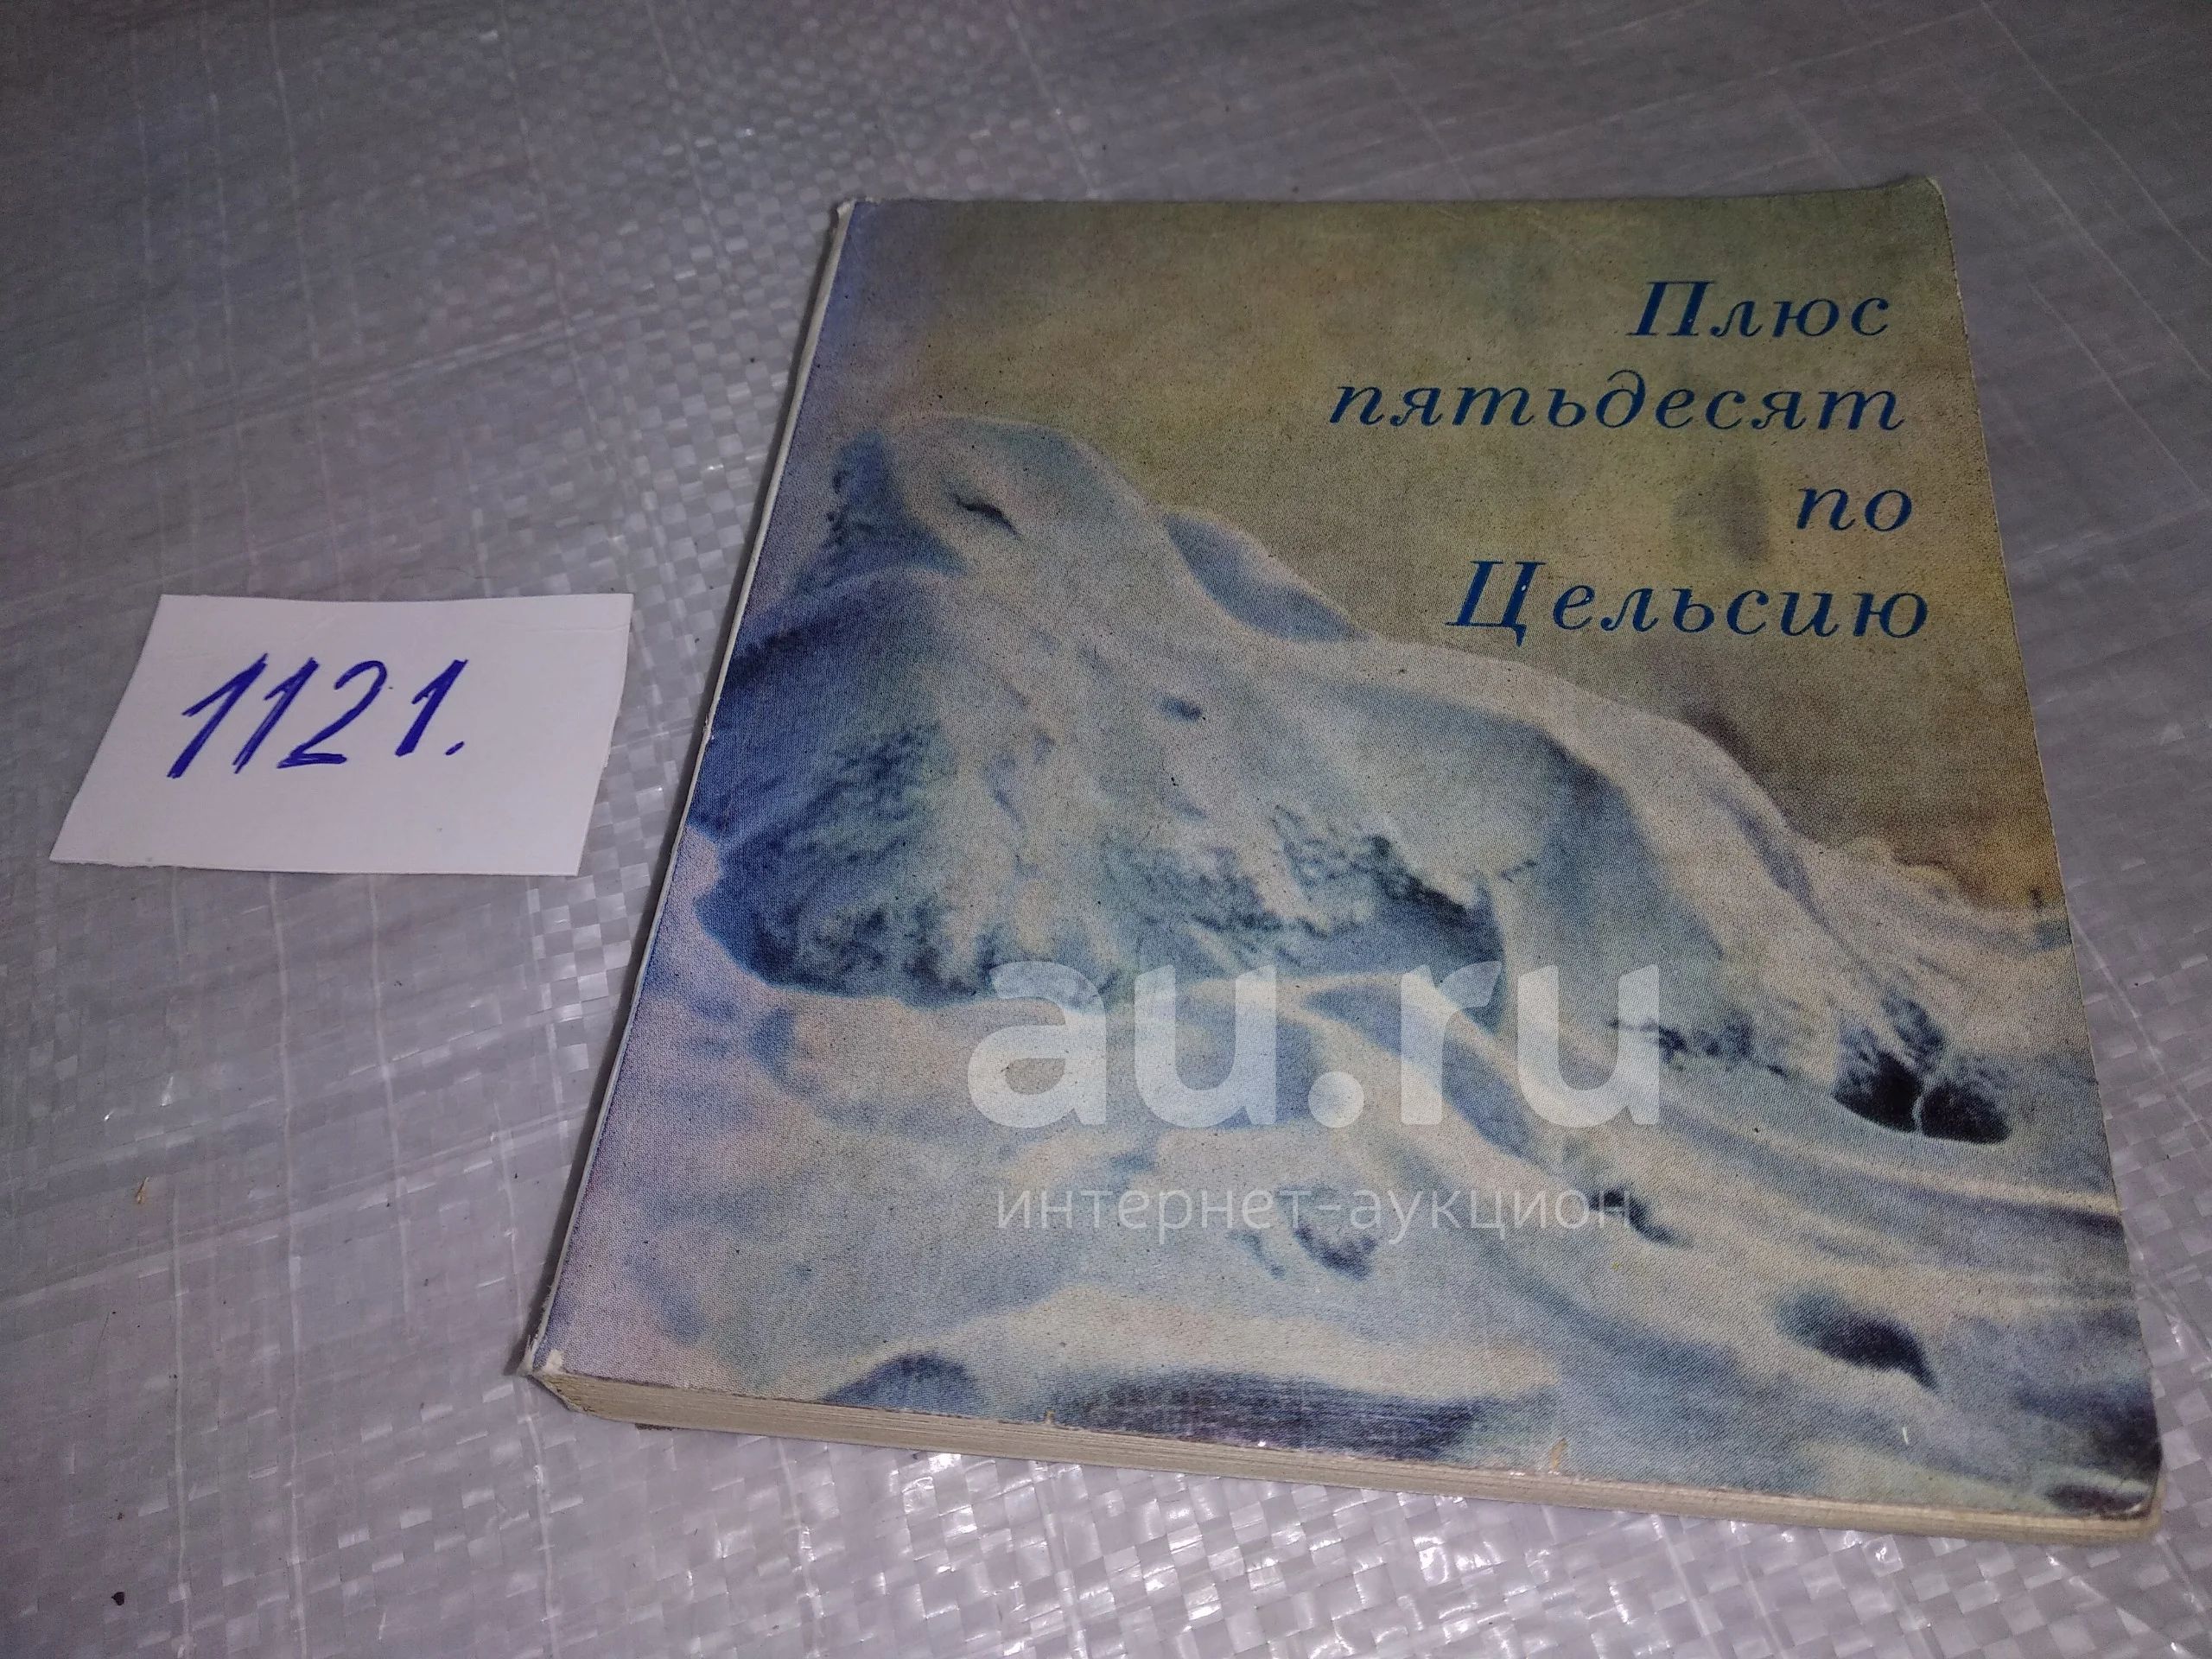 Плюс
пятьдесят
по
Цельсию
1121.
au.ru
интернет-аукцион